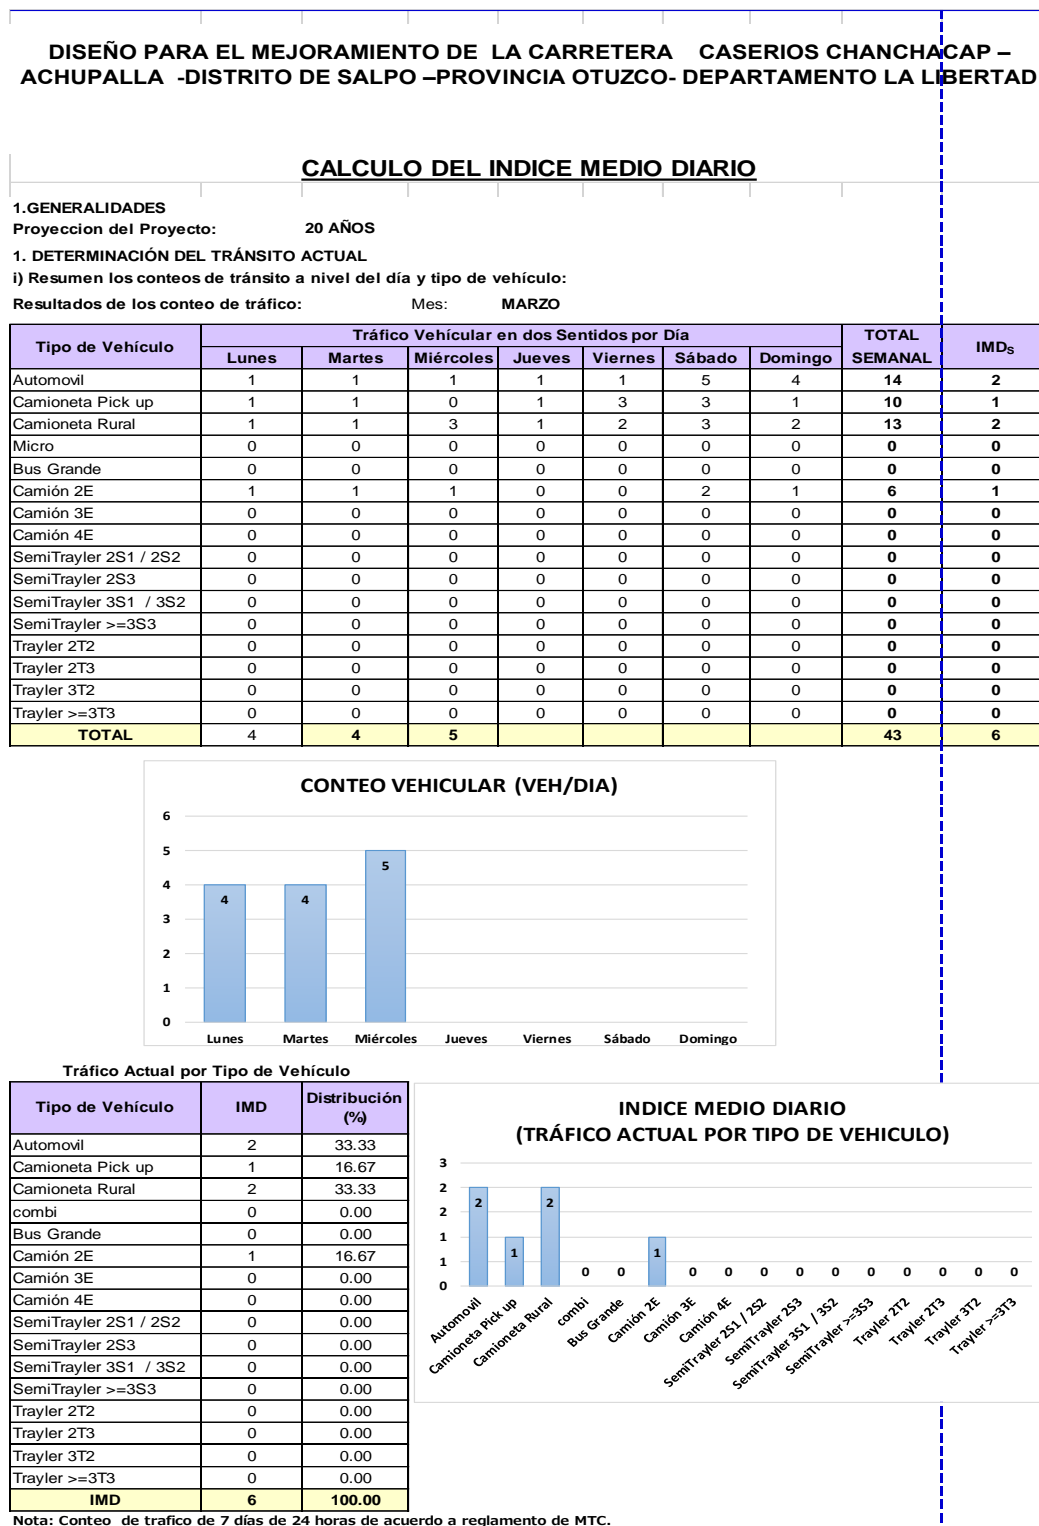 DISEÑO PARA EL MEJORAMIENTO DE LA CARRETERA CASERIOS CHANCHACAP –
ACHUPALLA -DISTRITO DE SALPO –PROVINCIA OTUZCO- DEPARTAMENTO LA LIBERTAD
CALCULO DEL INDICE MEDIO DIARIO
1.GENERALIDADES
Proyeccion del Proyecto: 20 AÑOS
1. DETERMINACIÓN DEL TRÁNSITO ACTUAL
i) Resumen los conteos de tránsito a nivel del día y tipo de vehículo:
Resultados de los conteo de tráfico: Mes: MARZO
Tipo de Vehículo Tráfico Vehícular en dos Sentidos por Día TOTAL IMDS
Lunes Martes Miércoles Jueves Viernes Sábado Domingo SEMANAL
Automovil 1 1 1 1 1 5 4 14 2
Camioneta Pick up 1 1 0 1 3 3 1 10 1
Camioneta Rural 1 1 3 1 2 3 2 13 2
Micro 0 0 0 0 0 0 0 0 0
Bus Grande 0 0 0 0 0 0 0 0 0
Camión 2E 1 1 1 0 0 2 1 6 1
Camión 3E 0 0 0 0 0 0 0 0 0
Camión 4E 0 0 0 0 0 0 0 0 0
SemiTrayler 2S1 / 2S2 0 0 0 0 0 0 0 0 0
SemiTrayler 2S3 0 0 0 0 0 0 0 0 0
SemiTrayler 3S1 / 3S2 0 0 0 0 0 0 0 0 0
SemiTrayler >=3S3 0 0 0 0 0 0 0 0 0
Trayler 2T2 0 0 0 0 0 0 0 0 0
Trayler 2T3 0 0 0 0 0 0 0 0 0
Trayler 3T2 0 0 0 0 0 0 0 0 0
Trayler >=3T3 0 0 0 0 0 0 0 0 0
TOTAL 4 4 5 43 6
CONTEO VEHICULAR (VEH/DIA)
6
5
4
3
2
1
0
4 4 5
Lunes Martes Miércoles Jueves Viernes Sábado Domingo
Tráfico Actual por Tipo de Vehículo
Tipo de Vehículo IMD Distribución
(%)
Automovil 2 33.33
Camioneta Pick up 1 16.67
Camioneta Rural 2 33.33
combi 0 0.00
Bus Grande 0 0.00
Camión 2E 1 16.67
Camión 3E 0 0.00
Camión 4E 0 0.00
SemiTrayler 2S1 / 2S2 0 0.00
SemiTrayler 2S3 0 0.00
SemiTrayler 3S1 / 3S2 0 0.00
SemiTrayler >=3S3 0 0.00
Trayler 2T2 0 0.00
Trayler 2T3 0 0.00
Trayler 3T2 0 0.00
Trayler >=3T3 0 0.00
IMD 6 100.00
INDICE MEDIO DIARIO
(TRÁFICO ACTUAL POR TIPO DE VEHICULO)
3
2
2
1
1
0
2 1 2 0 0 1 0 0 0 0 0 0 0 0 0 0
Automovil
Camioneta Pick up
Camioneta Rural
combi
Bus Grande
Camión 2E
Camión 3E
Camión 4E
SemiTrayler 2S1 / 2S2
SemiTrayler 2S3
SemiTrayler 3S1 / 3S2
SemiTrayler >=3S3
Trayler 2T2
Trayler 2T3
Trayler 3T2
Trayler >=3T3
Nota: Conteo de trafico de 7 días de 24 horas de acuerdo a reglamento de MTC.